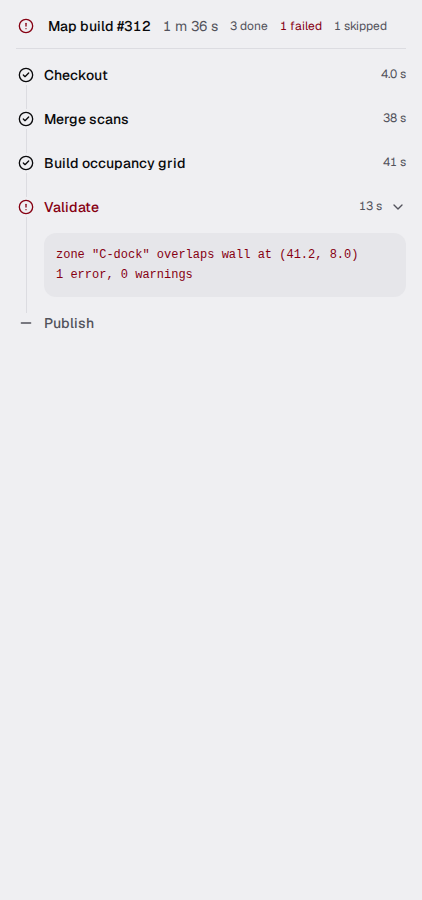 Map build #312 1 m 36 s 3 done 1 failed 1 skipped
Checkout 4.0 s
Merge scans 38 s
Build occupancy grid 41 s
Validate 13 s
zone "C-dock" overlaps wall at (41.2, 8.0)
1 error, 0 warnings
Publish